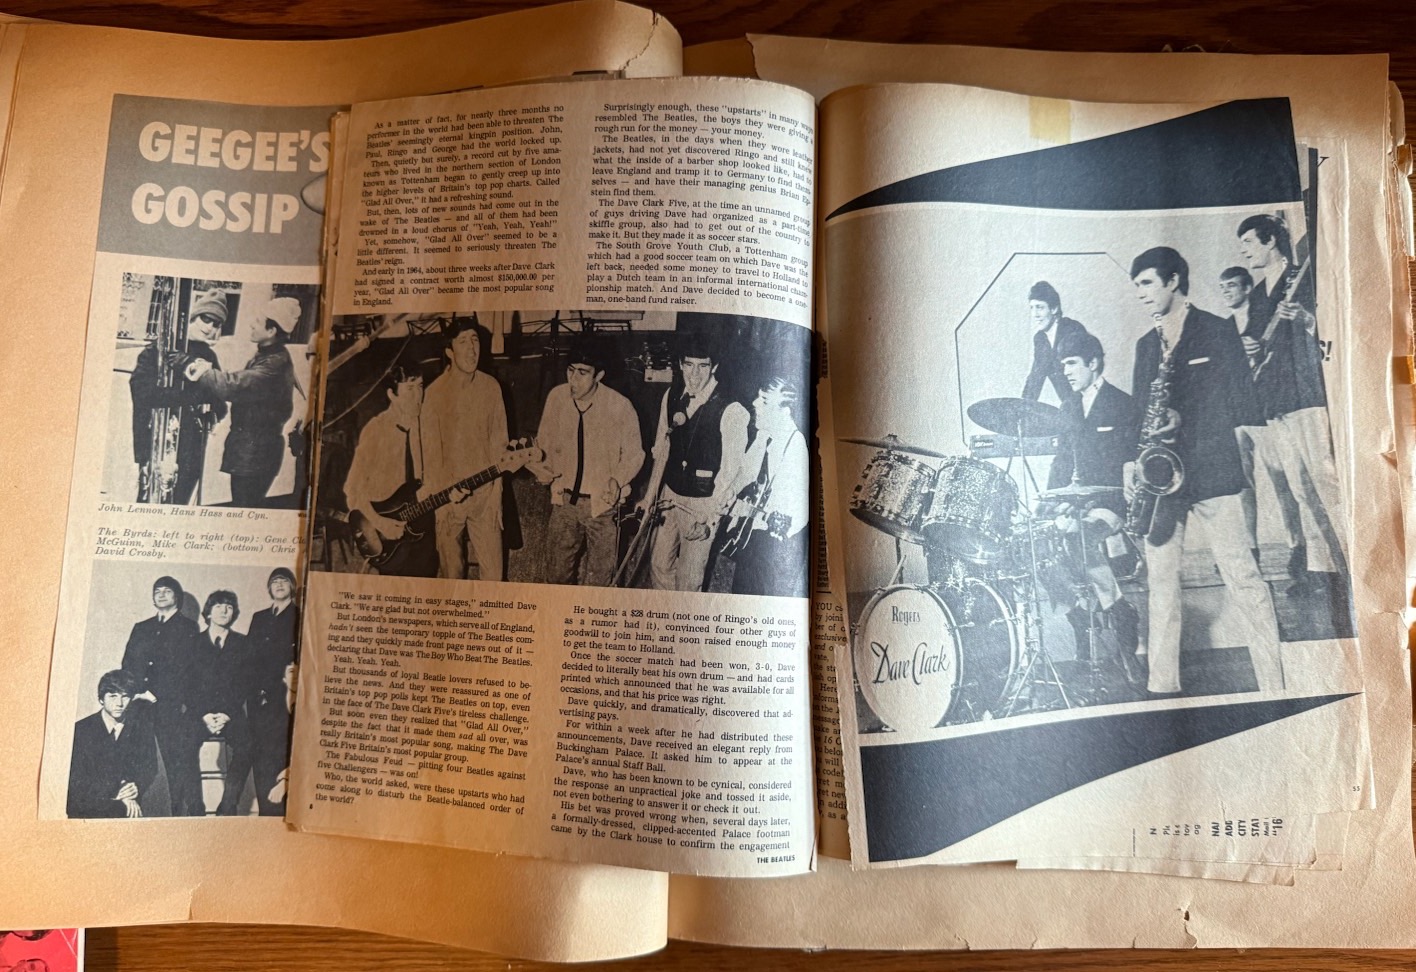 GEEGEE'S
GOSSIP
John Lennon, Hans Hass and Cyn.
The Byrds: left to right (top): Gene
McGuinn, Mike Clark; (bottom) Chris
David Crosby.
As a matter of fact, for nearly three months no
performer in the world had been able to threaten The
Beatles' seemingly eternal kingpin position. John,
Paul, Ringo and George had the world locked up.
Then, quietly but surely, a record cut by five ama-
teurs who lived in the northern section of London
known as Tottenham began to gently creep up into
the higher levels of Britain's top pop charts. Called
"Glad All Over," it had a refreshing sound.
But, then, lots of new sounds had come out in the
wake of The Beatles — and all of them had been
drowned in a loud chorus of "Yeah, Yeah, Yeah!"
Yet, somehow, "Glad All Over" seemed to be a
little different. It seemed to seriously threaten The
Beatles' reign.
And early in 1964, about three weeks after Dave Clark
had signed a contract worth almost $150,000.00 per
year, "Glad All Over" became the most popular song
in England.
"We saw it coming in easy stages," admitted Dave
Clark. "We are glad but not overwhelmed."
But London's newspapers, which serve all of England,
hadn't seen the temporary topple of The Beatles com-
ing and they quickly made front page news out of it —
declaring that Dave was The Boy Who Beat The Beatles.
Yeah. Yeah. Yeah.
But thousands of loyal Beatle lovers refused to be-
lieve the news. And they were reassured as one of
Britain's top pop polls kept The Beatles on top, even
in the face of The Dave Clark Five's tireless challenge.
But soon even they realized that "Glad All Over,"
despite the fact that it made them sad all over, was
really Britain's most popular song, making The Dave
Clark Five Britain's most popular group.
The Fabulous Feud — pitting four Beatles against
five Challengers — was on!
Who, the world asked, were these upstarts who had
come along to disturb the Beatle-balanced order of
the world?
Surprisingly enough, these "upstarts" in many ways
resembled The Beatles, the boys they were giving a
rough run for the money — your money.
The Beatles, in the days when they wore leather
jackets, had not yet discovered Ringo and still knew
what the inside of a barber shop looked like, had to
leave England and tramp it to Germany to find them-
selves — and have their managing genius Brian Ep-
stein find them.
The Dave Clark Five, at the time an unnamed group
of guys driving Dave had organized as a part-time
skiffle group, also had to get out of the country to
make it. But they made it as soccer stars.
The South Grove Youth Club, a Tottenham group
which had a good soccer team on which Dave was the
left back, needed some money to travel to Holland to
play a Dutch team in an informal international cham-
pionship match. And Dave decided to become a one-
man, one-band fund raiser.
He bought a $28 drum (not one of Ringo's old ones,
as a rumor had it), convinced four other guys of
goodwill to join him, and soon raised enough money
to get the team to Holland.
Once the soccer match had been won, 3-0, Dave
decided to literally beat his own drum — and had cards
printed which announced that he was available for all
occasions, and that his price was right.
Dave quickly, and dramatically, discovered that ad-
vertising pays.
For within a week after he had distributed these
announcements, Dave received an elegant reply from
Buckingham Palace. It asked him to appear at the
Palace's annual Staff Ball.
Dave, who has been known to be cynical, considered
the response an unpractical joke and tossed it aside,
not even bothering to answer it or check it out.
His bet was proved wrong when, several days later,
a formally-dressed, clipped-accented Palace footman
came by the Clark house to confirm the engagement
THE BEATLES
YOU
Rogers
Dave Clark
S!
53
NAI
ADD
CITY
STAT
"16"